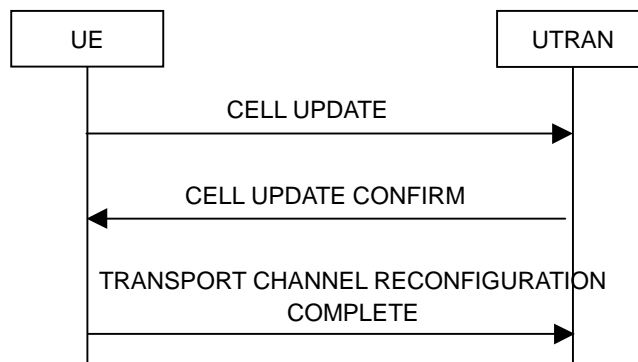 UE
UTRAN
CELL UPDATE
CELL UPDATE CONFIRM
TRANSPORT CHANNEL RECONFIGURATION
COMPLETE